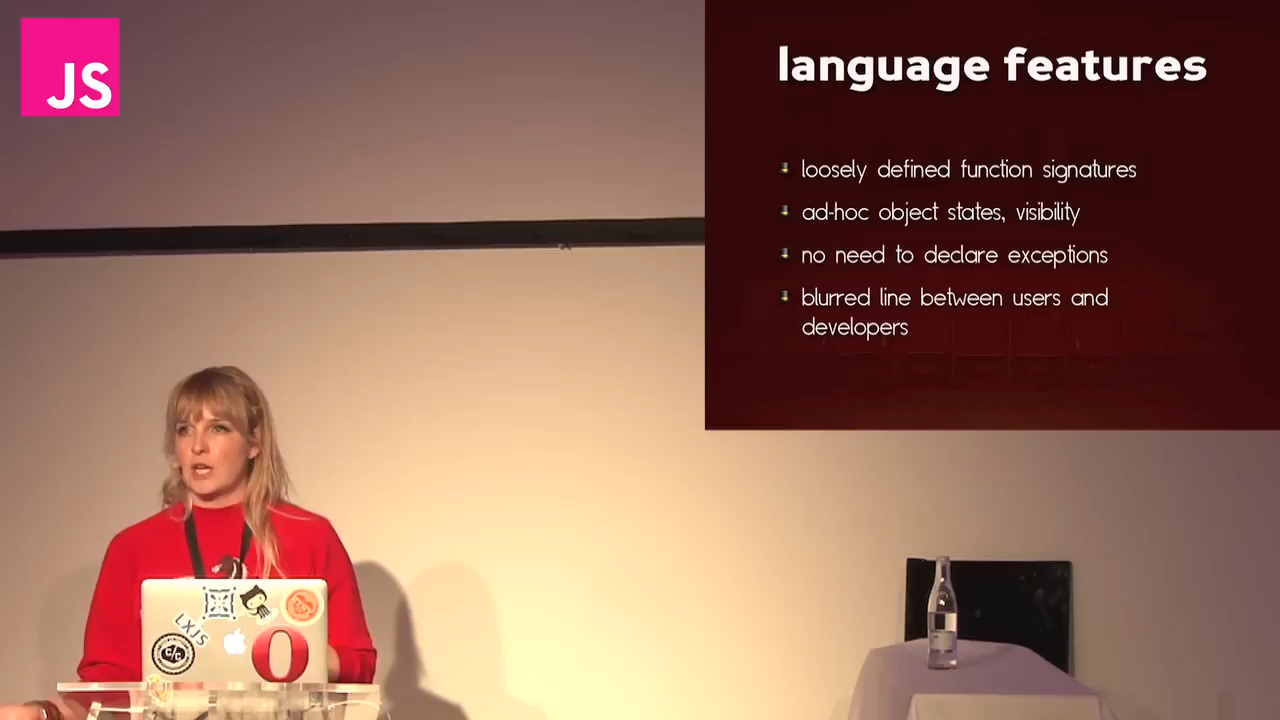 JS
language features
loosely defined function signatures
ad-hoc object states, visibility
no need to declare exceptions
blurred line between users and
developers
LXJS
C/C